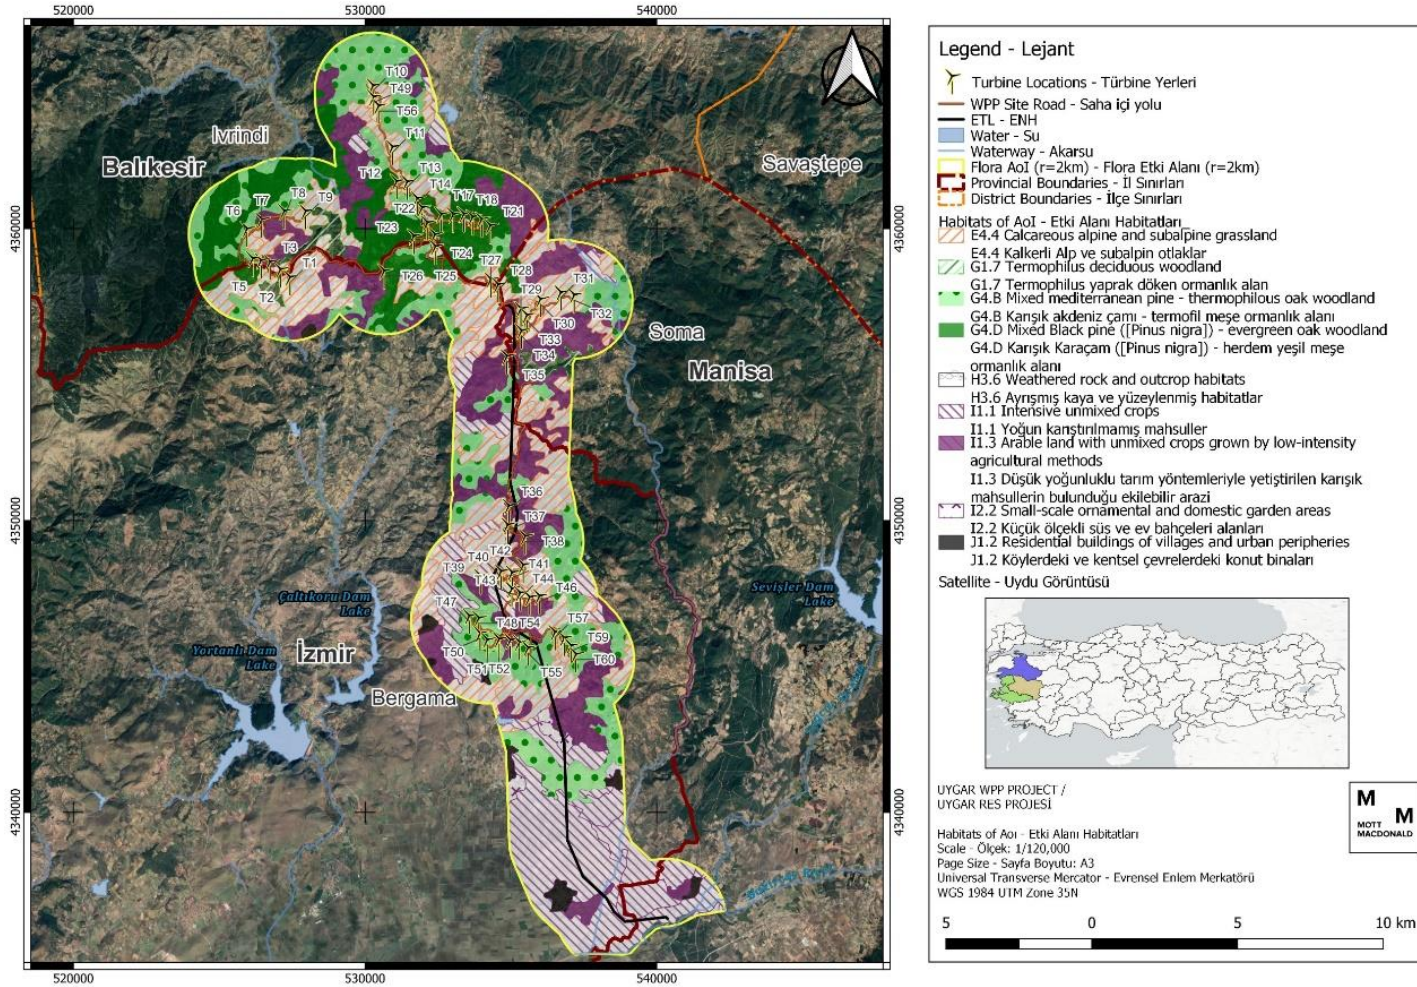 520000
530000
540000
4360000
4350000
4340000
4360000
4350000
4340000
520000
530000
540000
Ivrindi
Balıkesir
Savaştepe
Soma
Manisa
Çaltıkoru Dam
Lake
Yortanlı Dam
Lake
İzmir
Bergama
Sevişler Dam
Lake
T10
T49
T56
T11
T12
T13
T14
T17
T18
T21
T22
T23
T24
T25
T26
T27
T28
T29
T30
T31
T32
T33
T34
T35
T6
T7
T8
T9
T3
T1
T5
T2
T36
T37
T38
T39
T40
T42
T41
T43
T44
T46
T47
T48
T54
T57
T59
T60
T50
T51
T52
T55
Legend - Lejant
Turbine Locations - Türbine Yerleri
WPP Site Road - Saha içi yolu
ETL - ENH
Water - Su
Waterway - Akarsu
Flora AoI (r=2km) - Flora Etki Alanı (r=2km)
Provincial Boundaries - İl Sınırları
District Boundaries - İlçe Sınırları
Habitats of AoI - Etki Alanı Habitatları
E4.4 Calcareous alpine and subalpine grassland
E4.4 Kalkerli Alp ve subalpin otlaklar
G1.7 Termophilus deciduous woodland
G1.7 Termophilus yaprak döken ormanlık alan
G4.B Mixed mediterranean pine - thermophilous oak woodland
G4.B Karışık akdeniz çamı - termofil meşe ormanlık alanı
G4.D Mixed Black pine ([Pinus nigra]) - evergreen oak woodland
G4.D Karışık Karaçam ([Pinus nigra]) - herdem yeşil meşe
ormanlık alanı
H3.6 Weathered rock and outcrop habitats
H3.6 Ayrışmış kaya ve yüzeylenmiş habitatlar
I1.1 Intensive unmixed crops
I1.1 Yoğun karıştırılmamış mahsuller
I1.3 Arable land with unmixed crops grown by low-intensity
agricultural methods
I1.3 Düşük yoğunluklu tarım yöntemleriyle yetiştirilen karışık
mahsullerin bulunduğu ekilebilir arazi
I2.2 Small-scale ornamental and domestic garden areas
I2.2 Küçük ölçekli süs ve ev bahçeleri alanları
J1.2 Residential buildings of villages and urban peripheries
J1.2 Köylerdeki ve kentsel çevrelerdeki konut binaları
Satellite - Uydu Görüntüsü
UYGAR WPP PROJECT /
UYGAR RES PROJESİ
Habitats of AoI - Etki Alanı Habitatları
Scale - Ölçek: 1/120,000
Page Size - Sayfa Boyutu: A3
Universal Transverse Mercator - Evrensel Enlem Merkatörü
WGS 1984 UTM Zone 35N
M
M
MOTT
MACDONALD
5
0
5
10 km